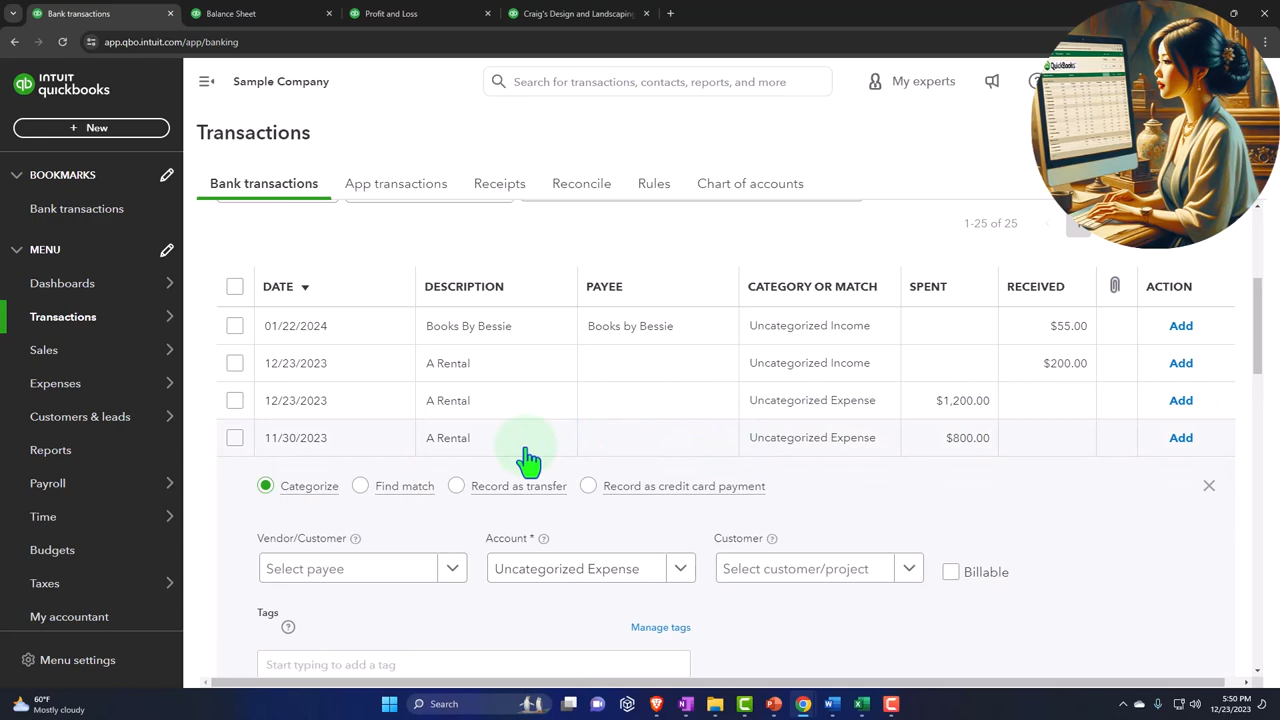 Bank transactions
Balance Sheet
Profit and Loss
Craig's Design and Landscaping
app.qbo.intuit.com/app/banking
INTUIT
quickbooks
Sample Company
Search
transactions, contacts, reports, and more
My experts
QuickBooks
+ New
Transactions
BOOKMARKS
Bank transactions
App transactions
Receipts
Reconcile
Rules
Chart of accounts
Bank transactions
1-25 of 25
MENU
Dashboards
Transactions
Sales
Expenses
Customers & leads
Reports
Payroll
Time
Budgets
Taxes
My accountant
Menu settings
DATE DESCRIPTION PAYEE CATEGORY OR MATCH SPENT RECEIVED ACTION
01/22/2024 Books By Bessie Books by Bessie Uncategorized Income $55.00 Add
12/23/2023 A Rental Uncategorized Income $200.00 Add
12/23/2023 A Rental Uncategorized Expense $1,200.00 Add
11/30/2023 A Rental Uncategorized Expense $800.00 Add
Categorize Find match Record as transfer Record as credit card payment
Vendor/Customer Account * Customer
Select payee Uncategorized Expense Select customer/project Billable
Tags
Manage tags
Start typing to add a tag
60°F
Mostly cloudy
Search
5:50 PM
12/23/2023